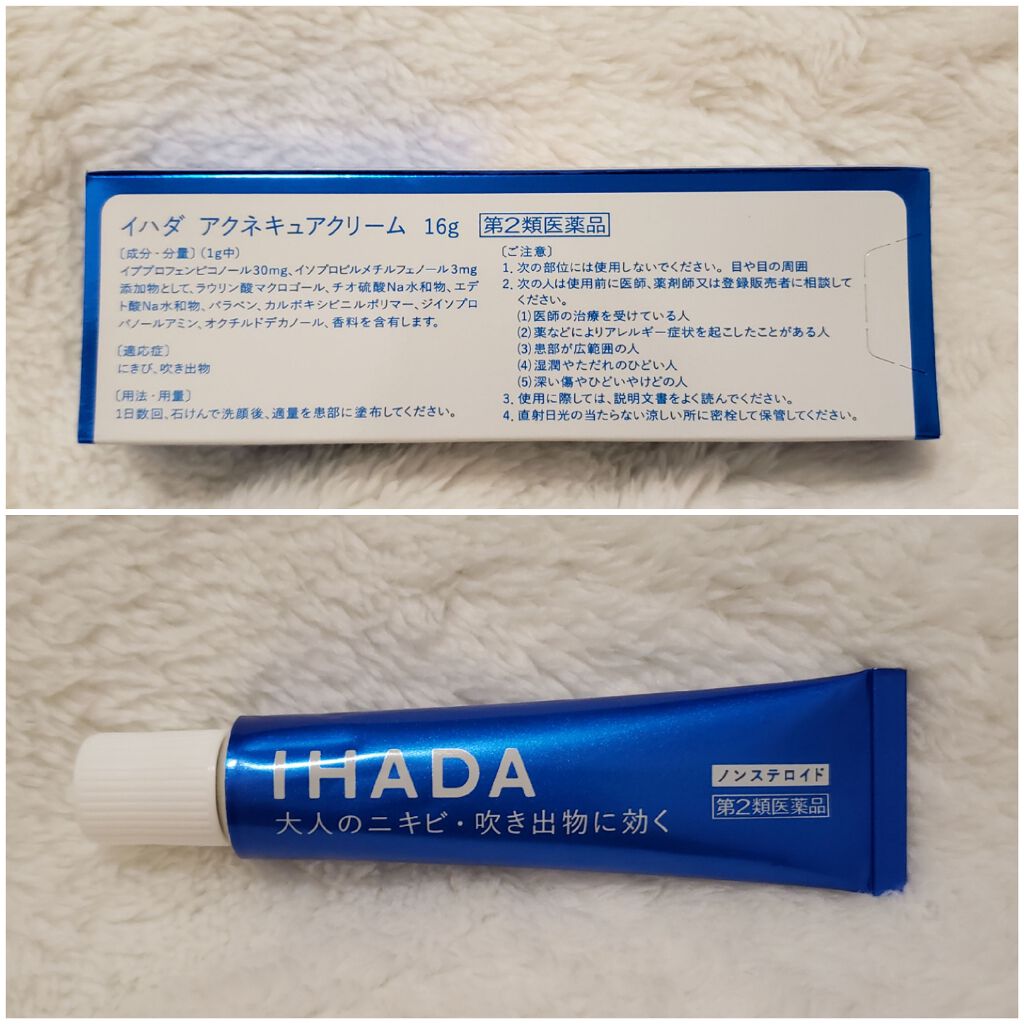 イハダ アクネキュアクリーム 16g 第2類医薬品
〔成分・分量〕(1g中)
イブプロフェンピコノール30mg、イソプロピルメチルフェノール3mg
添加物として、ラウリン酸マクロゴール、チオ硫酸Na水和物、エデ
ト酸Na水和物、パラベン、カルボキシビニルポリマー、ジイソプロ
パノールアミン、オクチルドデカノール、香料を含有します。
〔適応症〕
にきび、吹き出物
〔用法・用量〕
1日数回、石けんで洗顔後、適量を患部に塗布してください。
〔ご注意〕
1. 次の部位には使用しないでください。目や目の周囲
2. 次の人は使用前に医師、薬剤師又は登録販売者に相談して
ください。
(1)医師の治療を受けている人
(2)薬などによりアレルギー症状を起こしたことがある人
(3)患部が広範囲の人
(4)湿潤やただれのひどい人
(5)深い傷やひどいやけどの人
3. 使用に際しては、説明文書をよく読んでください。
4. 直射日光の当たらない涼しい所に密栓して保管してください。
IHADA
大人のニキビ・吹き出物に効く
ノンステロイド
第2類医薬品